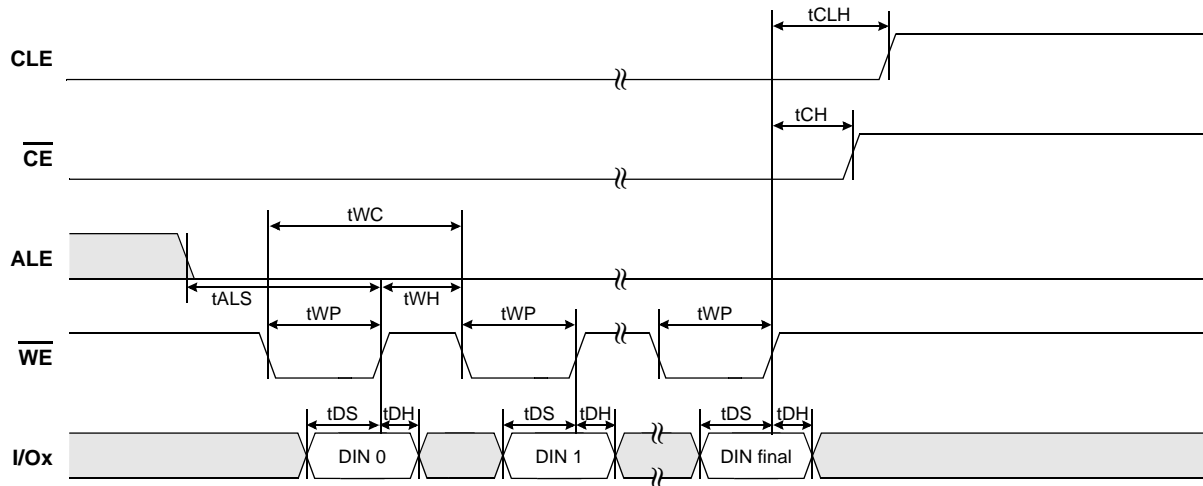 tCLH
CLE
tCH
CE
tWC
ALE
tALS
tWH
tWP
tWP
tWP
WE
tDS
tDH
tDS
tDH
tDS
tDH
I/Ox
DIN 0
DIN 1
DIN final